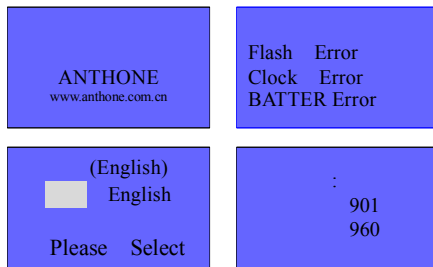 ANTHONE
www.anthone.com.cn
Flash Error
Clock Error
BATTER Error
(English)
English
Please Select
:
901
960